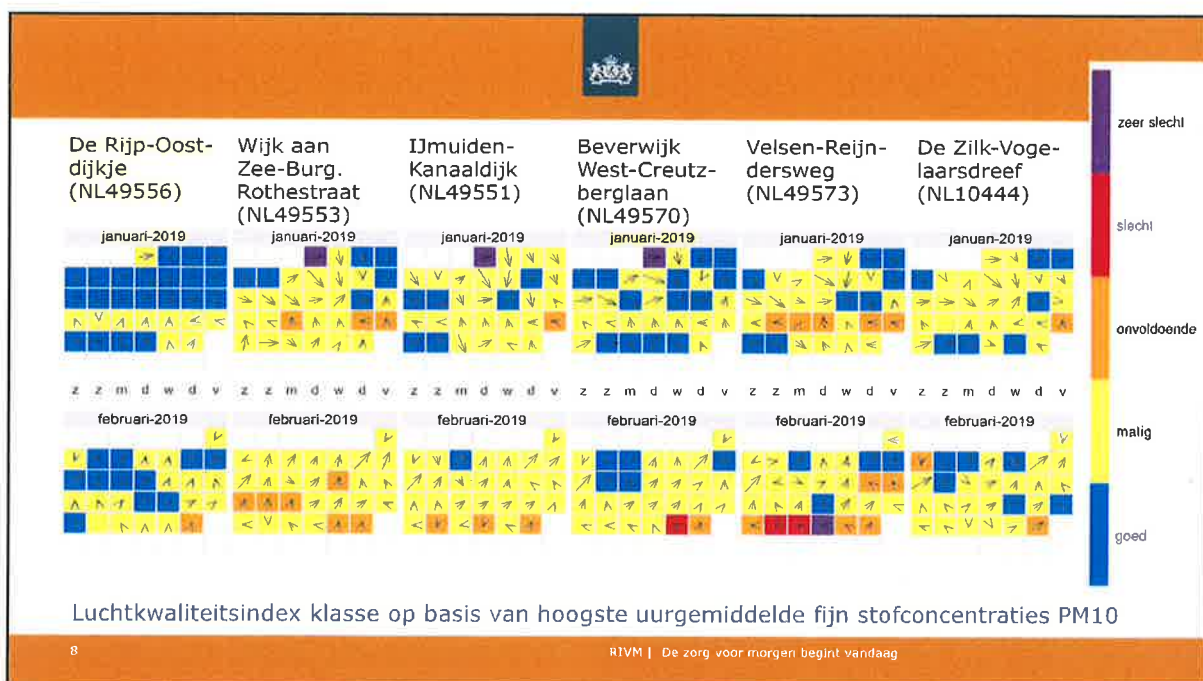 De Rijp-Oost-
dijkje
(NL49556)
Wijk aan
Zee-Burg.
Rothestraat
(NL49553)
IJmuiden-
Kanaaldijk
(NL49551)
Beverwijk
West-Creutz-
berglaan
(NL49570)
Velsen-Reijn-
dersweg
(NL49573)
De Zilk-Voge-
laarsdreef
(NL10444)
januari-2019
januari-2019
januari-2019
januari-2019
januari-2019
januari-2019
z z m d w d v
z z m d w d v
z z m d w d v
z z m d w d v
z z m d w d v
z z m d w d v
februari-2019
februari-2019
februari-2019
februari-2019
februari-2019
februari-2019
zeer slecht
slecht
onvoldoende
matig
goed
Luchtkwaliteitsindex klasse op basis van hoogste uurgemiddelde fijn stofconcentraties PM10
8
RIVM | De zorg voor morgen begint vandaag